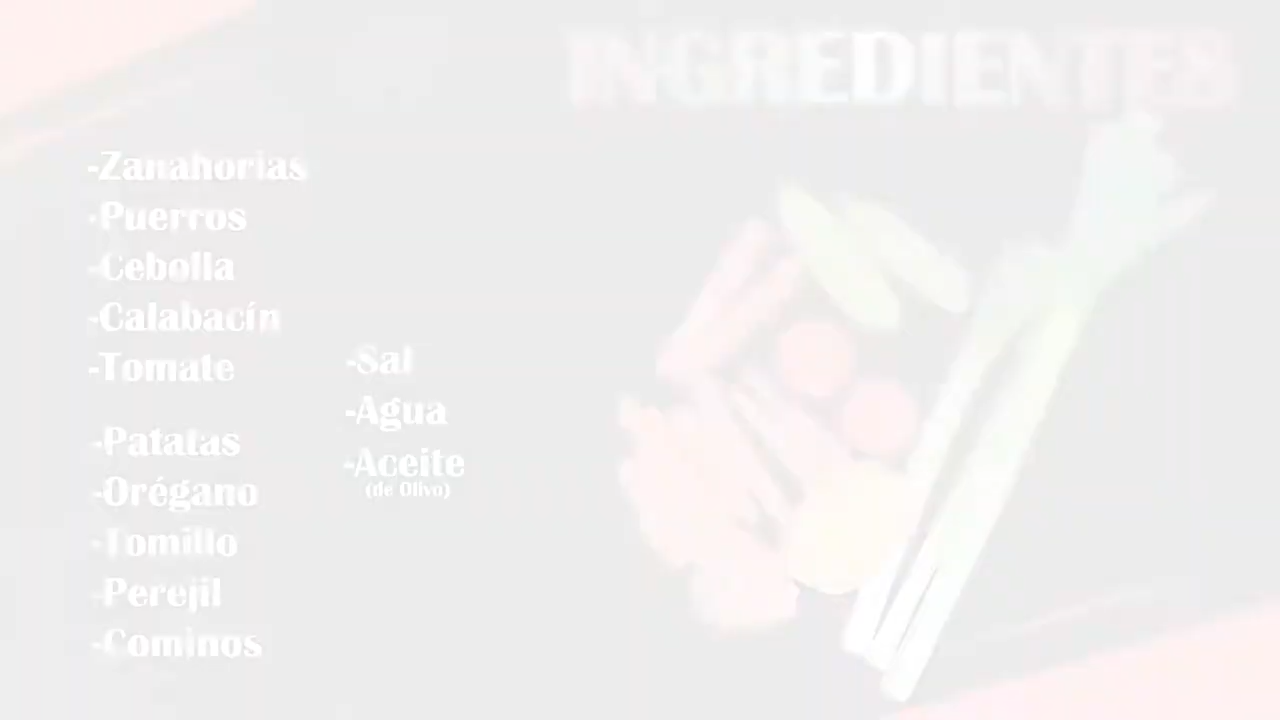 INGREDIENTES
-Zanahorias
-Puerros
-Cebolla
-Calabacín
-Tomate
-Patatas
-Orégano
-Tomillo
-Perejil
-Cominos
-Sal
-Agua
-Aceite
(de Olivo)